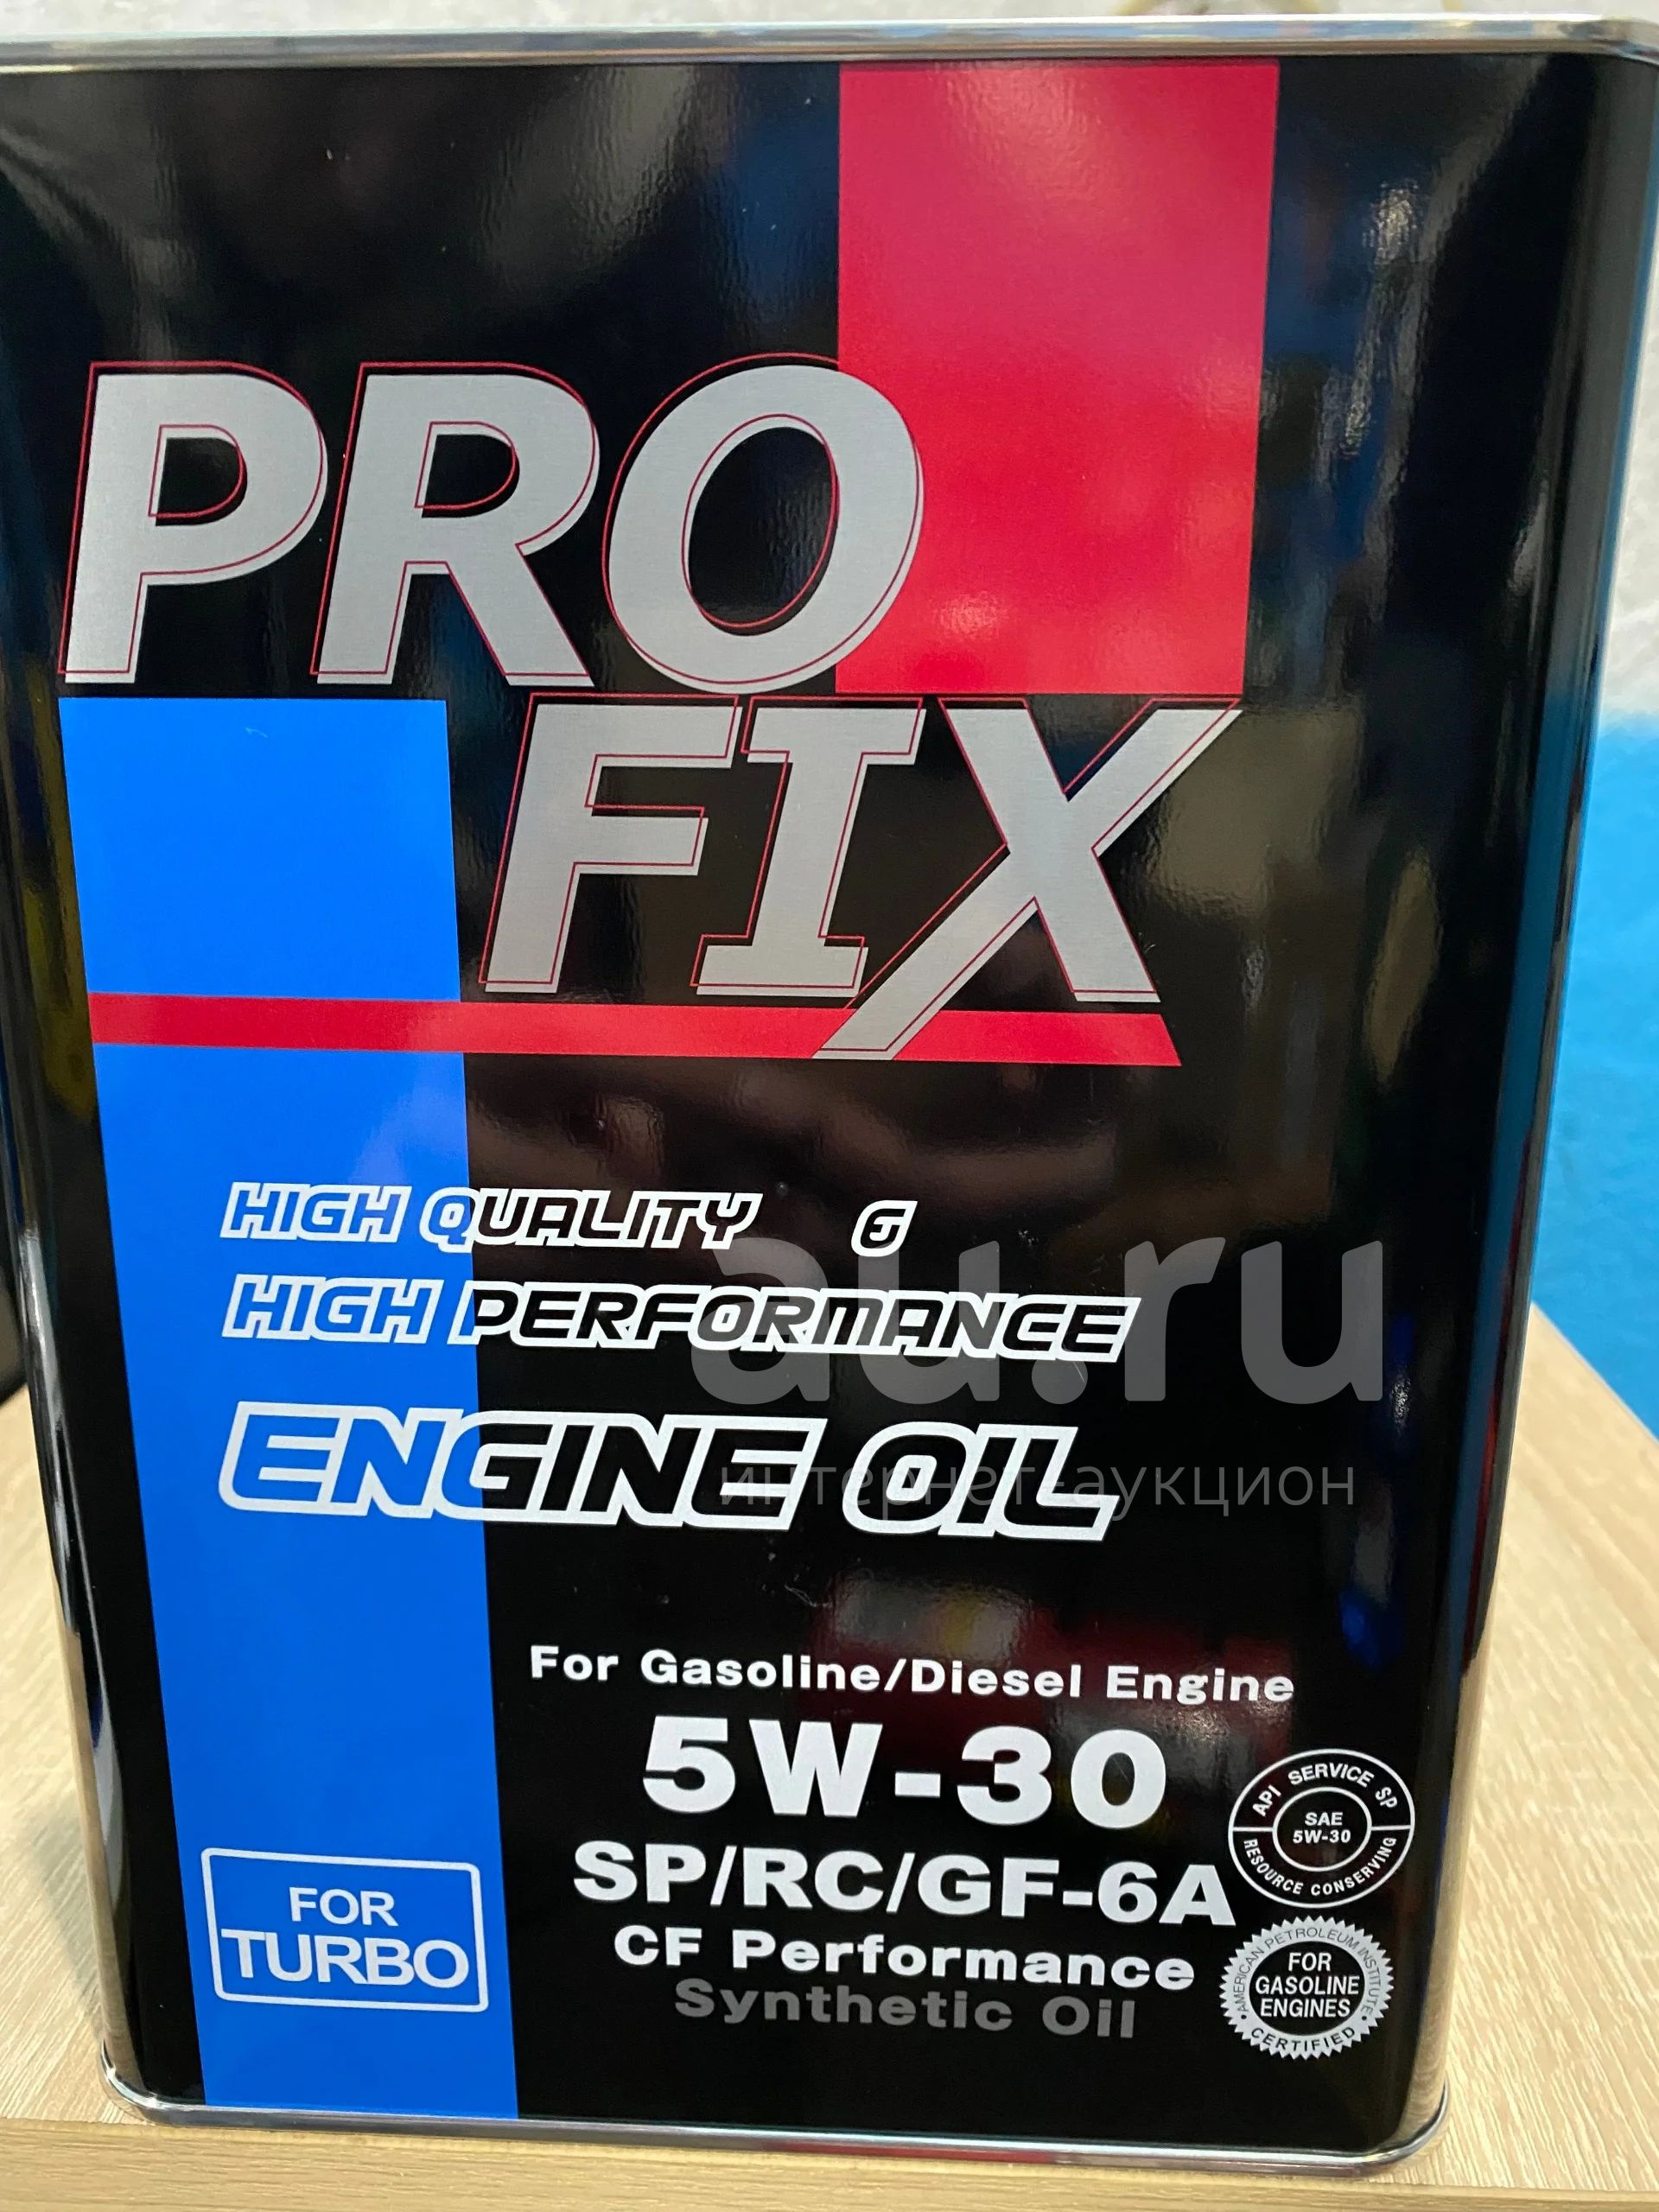 PRO
FIX
HIGH QUALITY &
HIGH PERFORMANCE
ENGINE OIL
au.ru
интернет-аукцион
For Gasoline/Diesel Engine
5W-30
SP/RC/GF-6A
CF Performance
Synthetic Oil
FOR
TURBO
API SERVICE SP
SAE
5W-30
RESOURCE CONSERVING
AMERICAN PETROLEUM INSTITUTE
FOR
GASOLINE
ENGINES
CERTIFIED